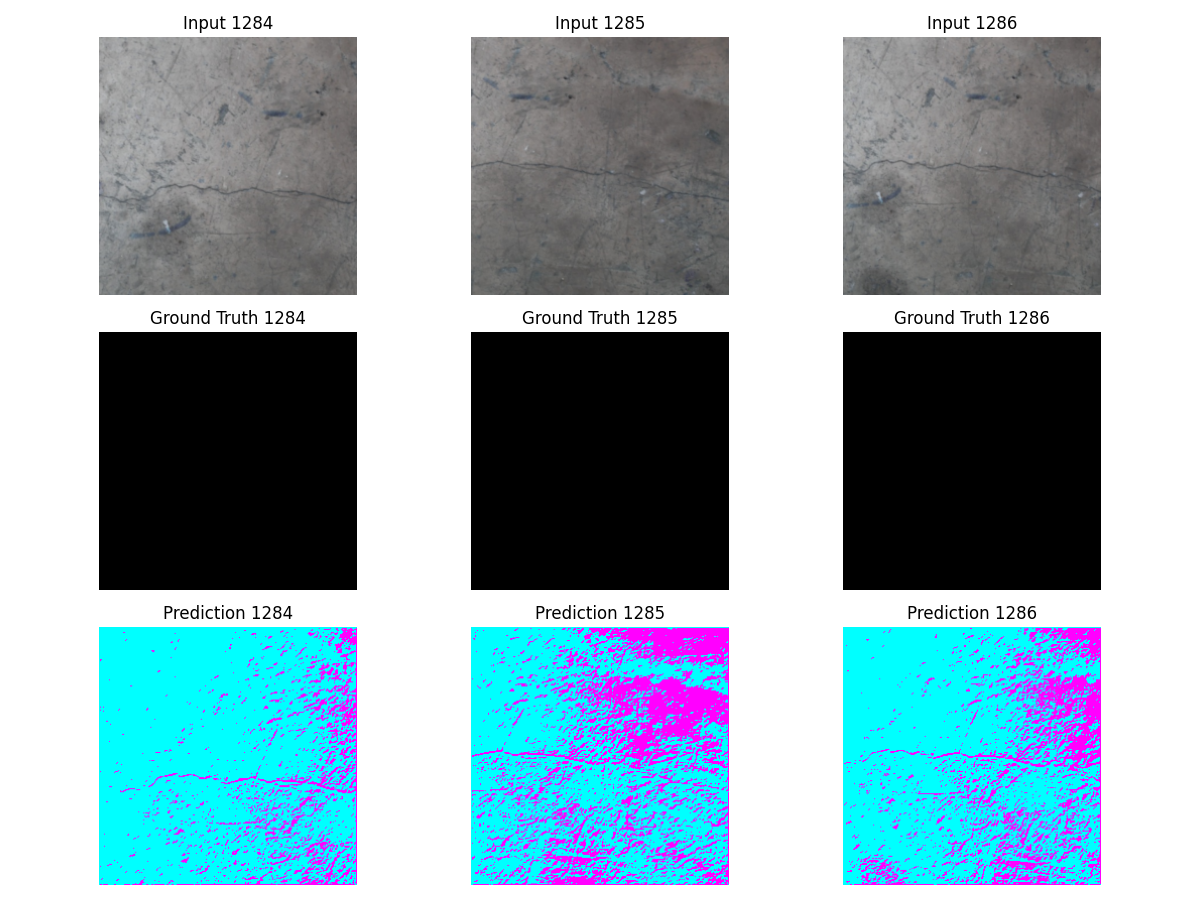 Input 1284
Input 1285
Input 1286
Ground Truth 1284
Ground Truth 1285
Ground Truth 1286
Prediction 1284
Prediction 1285
Prediction 1286